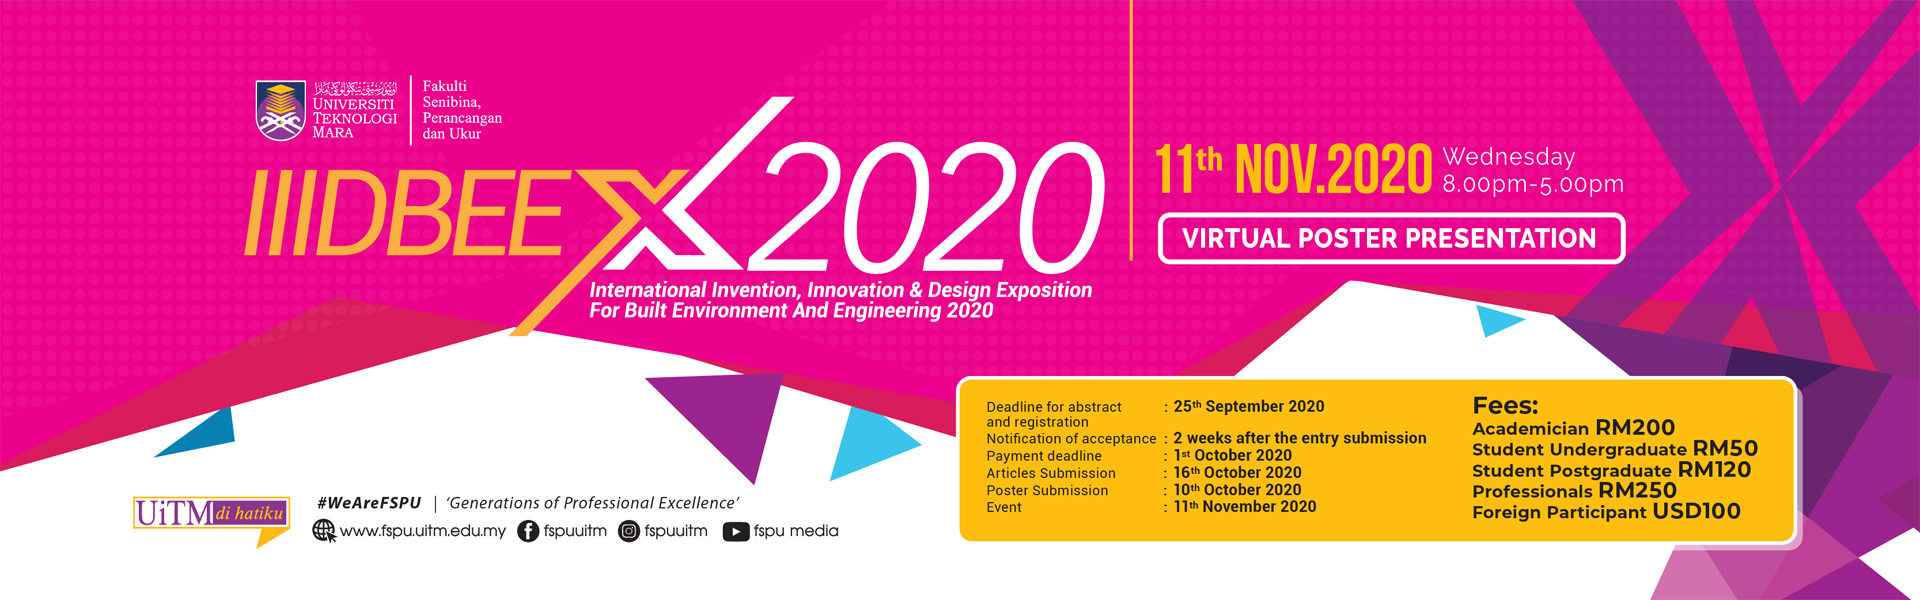 UNIVERSITI
TEKNOLOGI
MARA
Fakulti
Senibina,
Perancangan
dan Ukur
IIIDBEEX 2020
International Invention, Innovation & Design Exposition
For Built Environment And Engineering 2020
11th NOV.2020
Wednesday
8.00pm-5.00pm
VIRTUAL POSTER PRESENTATION
Deadline for abstract and registration : 25th September 2020
Notification of acceptance : 2 weeks after the entry submission
Payment deadline : 1st October 2020
Articles Submission : 16th October 2020
Poster Submission : 10th October 2020
Event : 11th November 2020
Fees:
Academician RM200
Student Undergraduate RM50
Student Postgraduate RM120
Professionals RM250
Foreign Participant USD100
UiTM di hatiku
#WeAreFSPU | 'Generations of Professional Excellence'
www.fspu.uitm.edu.my fspuuitm fspuuitm fspu media